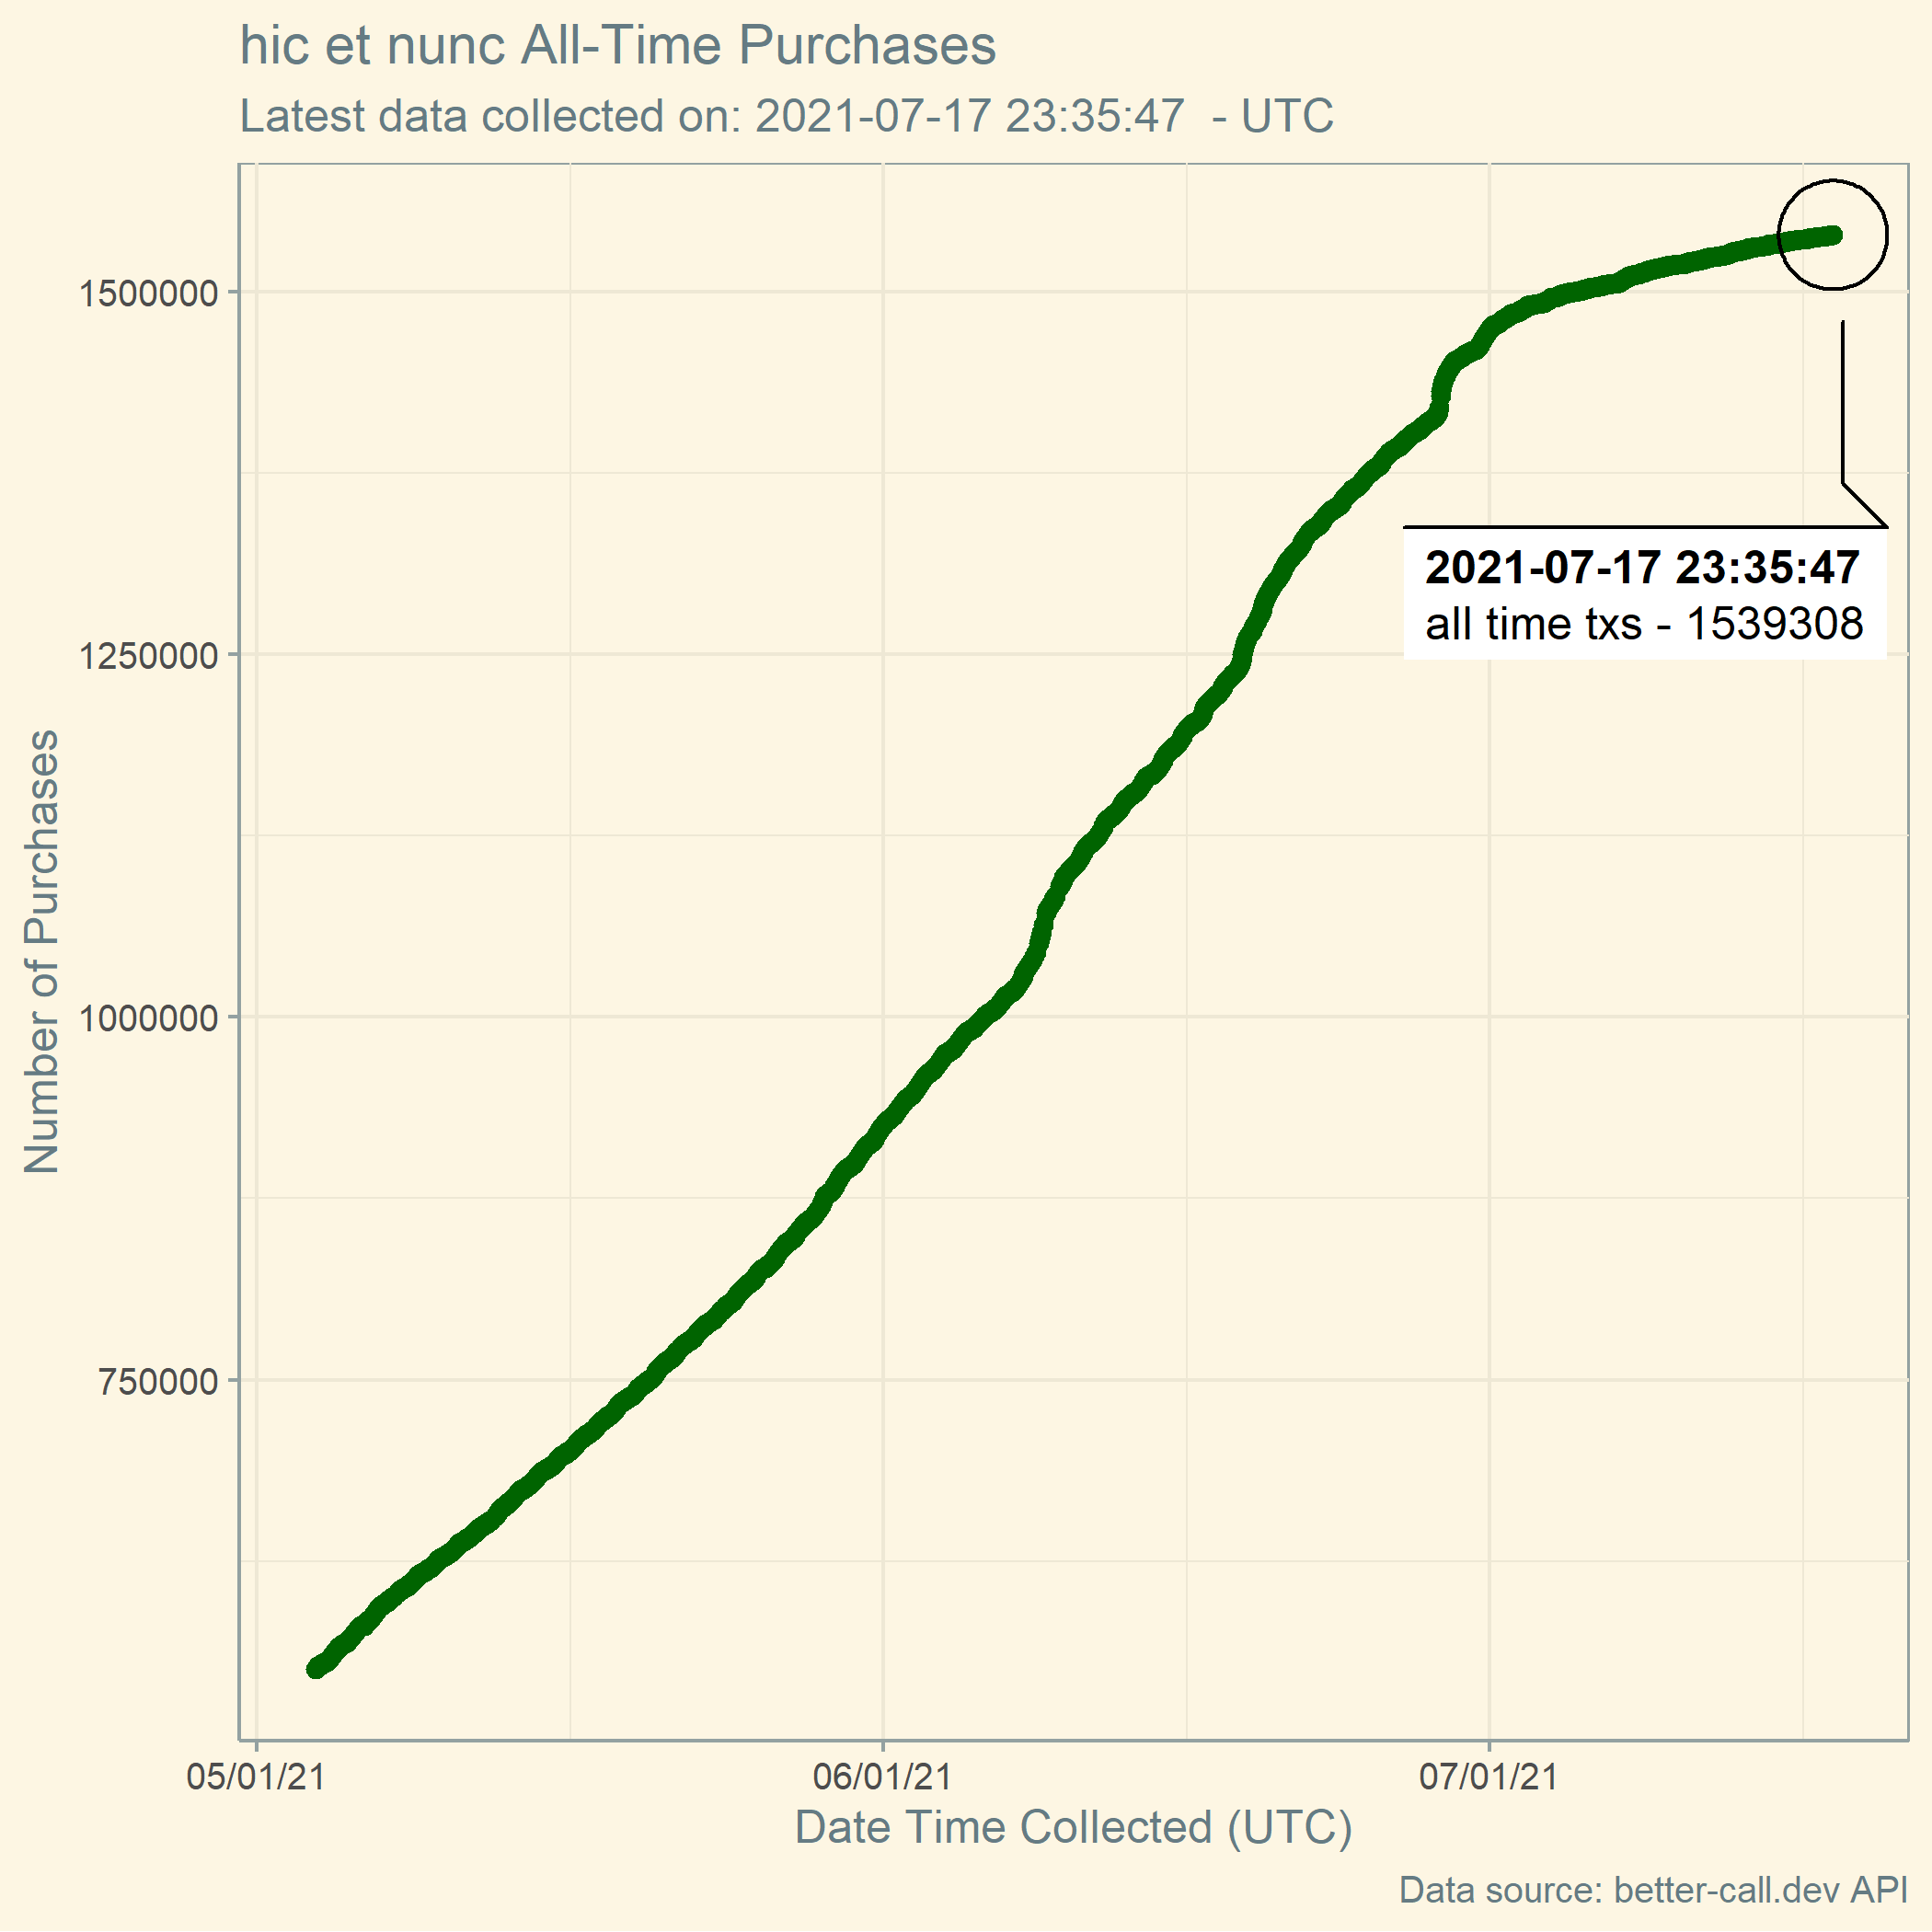 hic et nunc All-Time Purchases
Latest data collected on: 2021-07-17 23:35:47  - UTC
Number of Purchases
1500000
1250000
1000000
750000
2021-07-17 23:35:47
all time txs - 1539308
05/01/21
06/01/21
07/01/21
Date Time Collected (UTC)
Data source: better-call.dev API